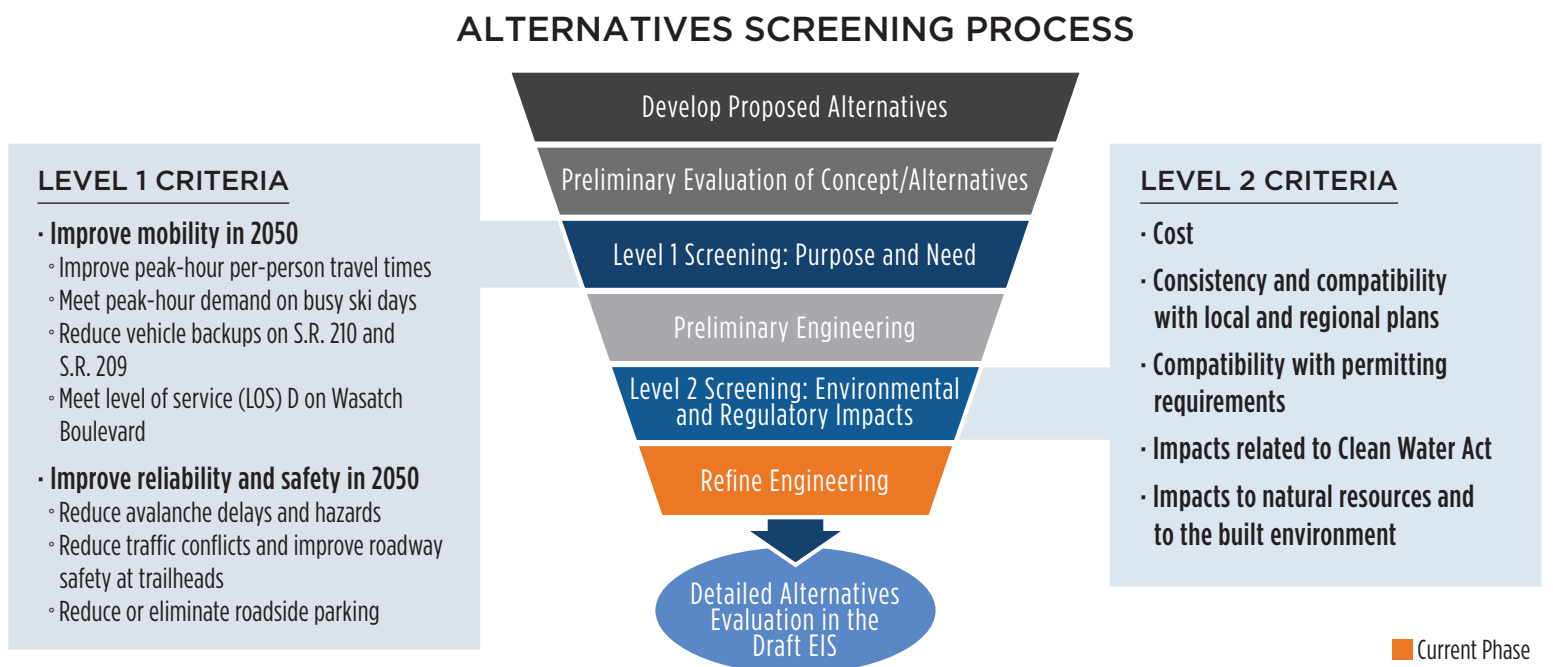 ALTERNATIVES SCREENING PROCESS
Develop Proposed Alternatives
Preliminary Evaluation of Concept/Alternatives
Level 1 Screening: Purpose and Need
Preliminary Engineering
Level 2 Screening: Environmental
and Regulatory Impacts
Refine Engineering
Detailed Alternatives
Evaluation in the
Draft EIS
LEVEL 1 CRITERIA
· Improve mobility in 2050
◦ Improve peak-hour per-person travel times
◦ Meet peak-hour demand on busy ski days
◦ Reduce vehicle backups on S.R. 210 and
S.R. 209
◦ Meet level of service (LOS) D on Wasatch
Boulevard
· Improve reliability and safety in 2050
◦ Reduce avalanche delays and hazards
◦ Reduce traffic conflicts and improve roadway
safety at trailheads
◦ Reduce or eliminate roadside parking
LEVEL 2 CRITERIA
· Cost
· Consistency and compatibility
with local and regional plans
· Compatibility with permitting
requirements
· Impacts related to Clean Water Act
· Impacts to natural resources and
to the built environment
Current Phase